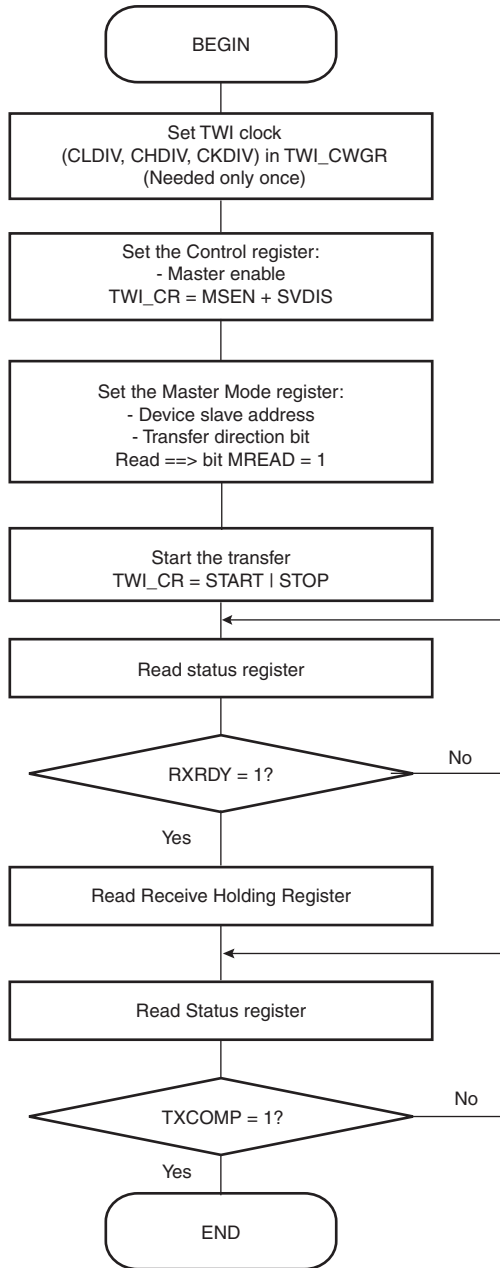 BEGIN
Set TWI clock
(CLDIV, CHDIV, CKDIV) in TWI_CWGR
(Needed only once)
Set the Control register:
- Master enable
TWI_CR = MSEN + SVDIS
Set the Master Mode register:
- Device slave address
- Transfer direction bit
Read ==> bit MREAD = 1
Start the transfer
TWI_CR = START | STOP
Read status register
RXRDY = 1?
No
Yes
Read Receive Holding Register
Read Status register
TXCOMP = 1?
No
Yes
END